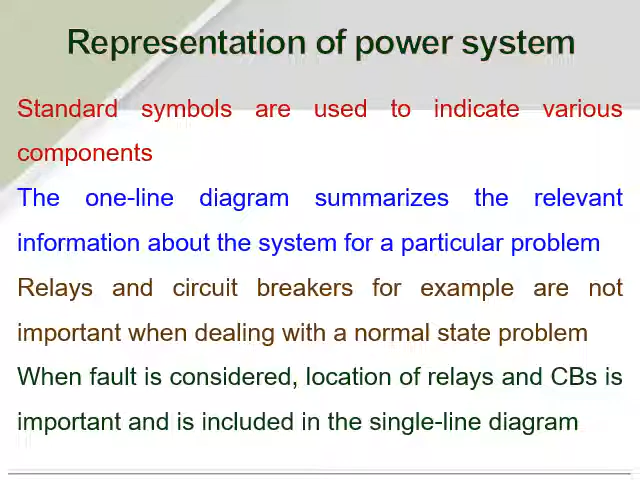 Representation of power system
Standard symbols are used to indicate various
components
The one-line diagram summarizes the relevant
information about the system for a particular problem
Relays and circuit breakers for example are not
important when dealing with a normal state problem
When fault is considered, location of relays and CBs is
important and is included in the single-line diagram